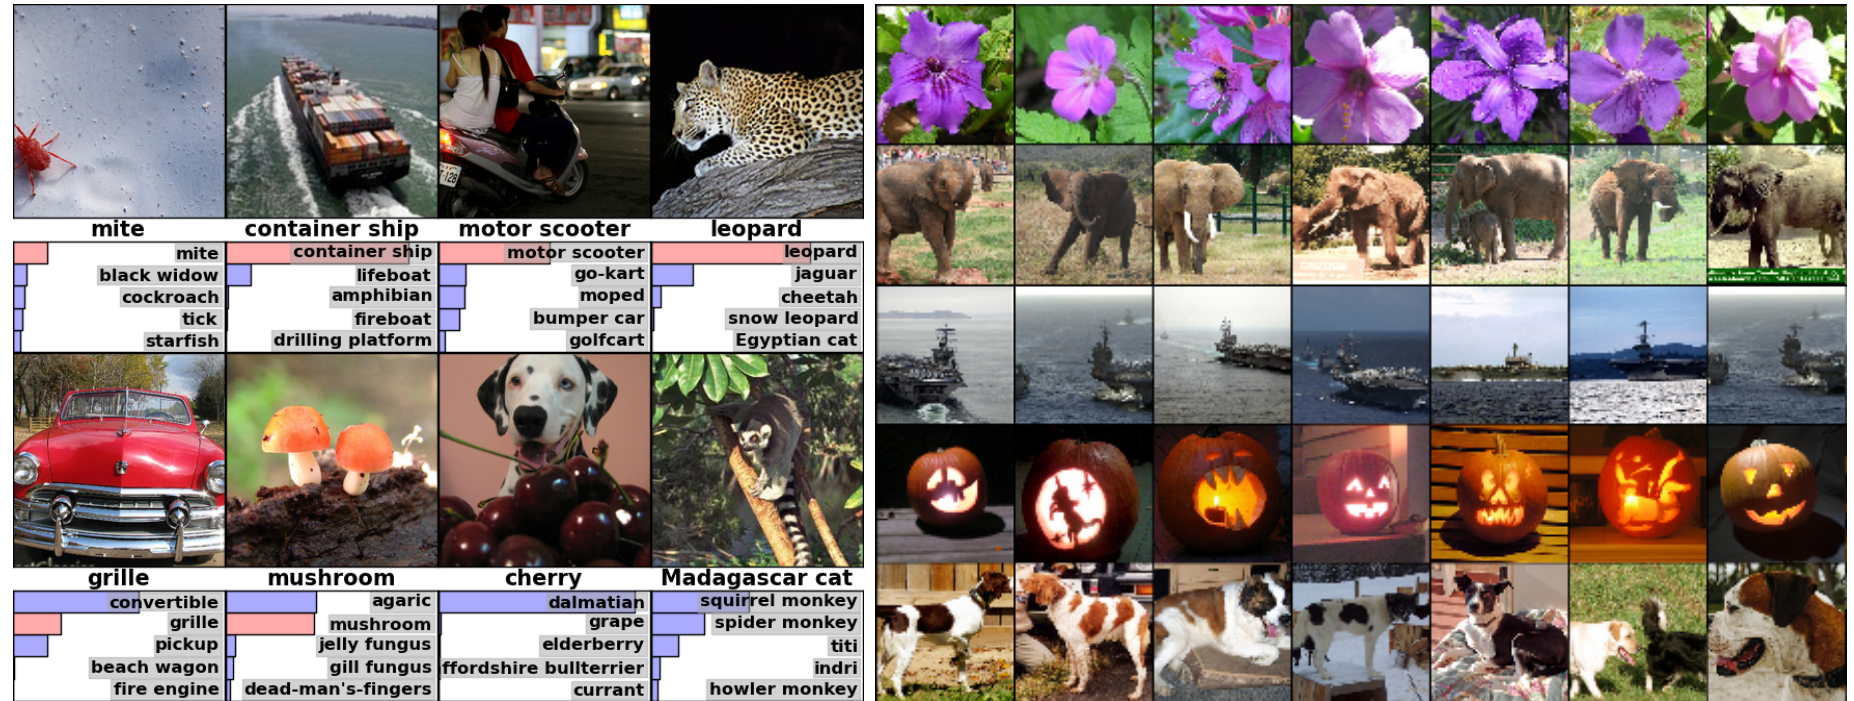 mite
container ship
motor scooter
leopard
mite
black widow
cockroach
tick
starfish
container ship
lifeboat
amphibian
fireboat
drilling platform
motor scooter
go-kart
moped
bumper car
golfcart
leopard
jaguar
cheetah
snow leopard
Egyptian cat
grille
mushroom
cherry
Madagascar cat
convertible
grille
pickup
beach wagon
fire engine
agaric
mushroom
jelly fungus
gill fungus
dead-man's-fingers
dalmatian
grape
elderberry
ffordshire bullterrier
currant
squirrel monkey
spider monkey
titi
indri
howler monkey